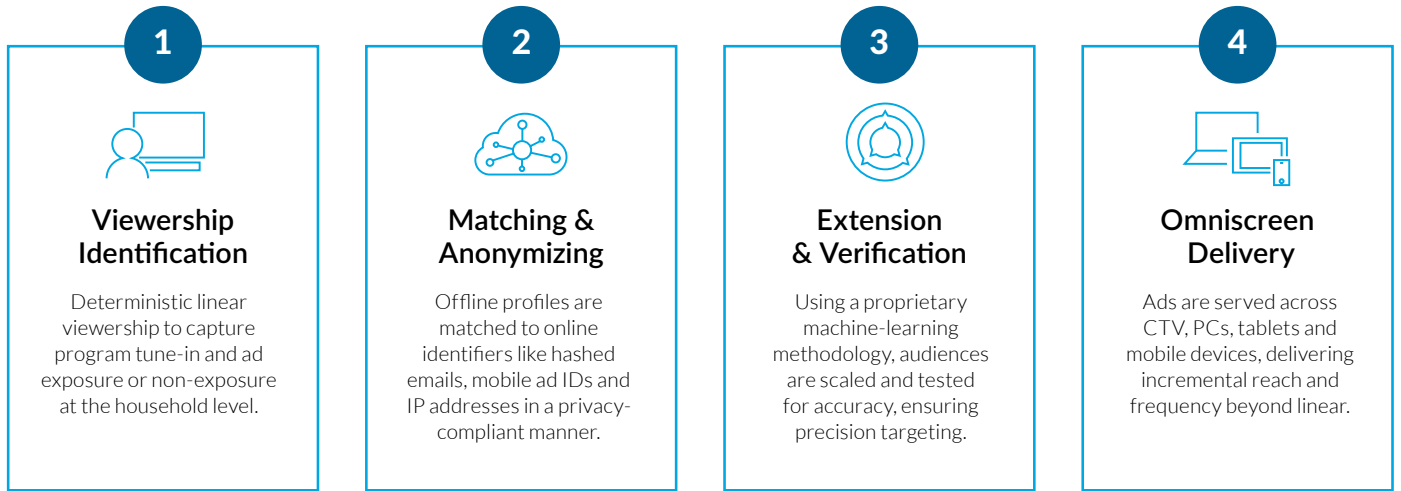 1
Viewership
Identification
Deterministic linear
viewership to capture
program tune-in and ad
exposure or non-exposure
at the household level.
2
Matching &
Anonymizing
Offline profiles are
matched to online
identifiers like hashed
emails, mobile ad IDs and
IP addresses in a privacy-
compliant manner.
3
Extension
& Verification
Using a proprietary
machine-learning
methodology, audiences
are scaled and tested
for accuracy, ensuring
precision targeting.
4
Omniscreen
Delivery
Ads are served across
CTV, PCs, tablets and
mobile devices, delivering
incremental reach and
frequency beyond linear.